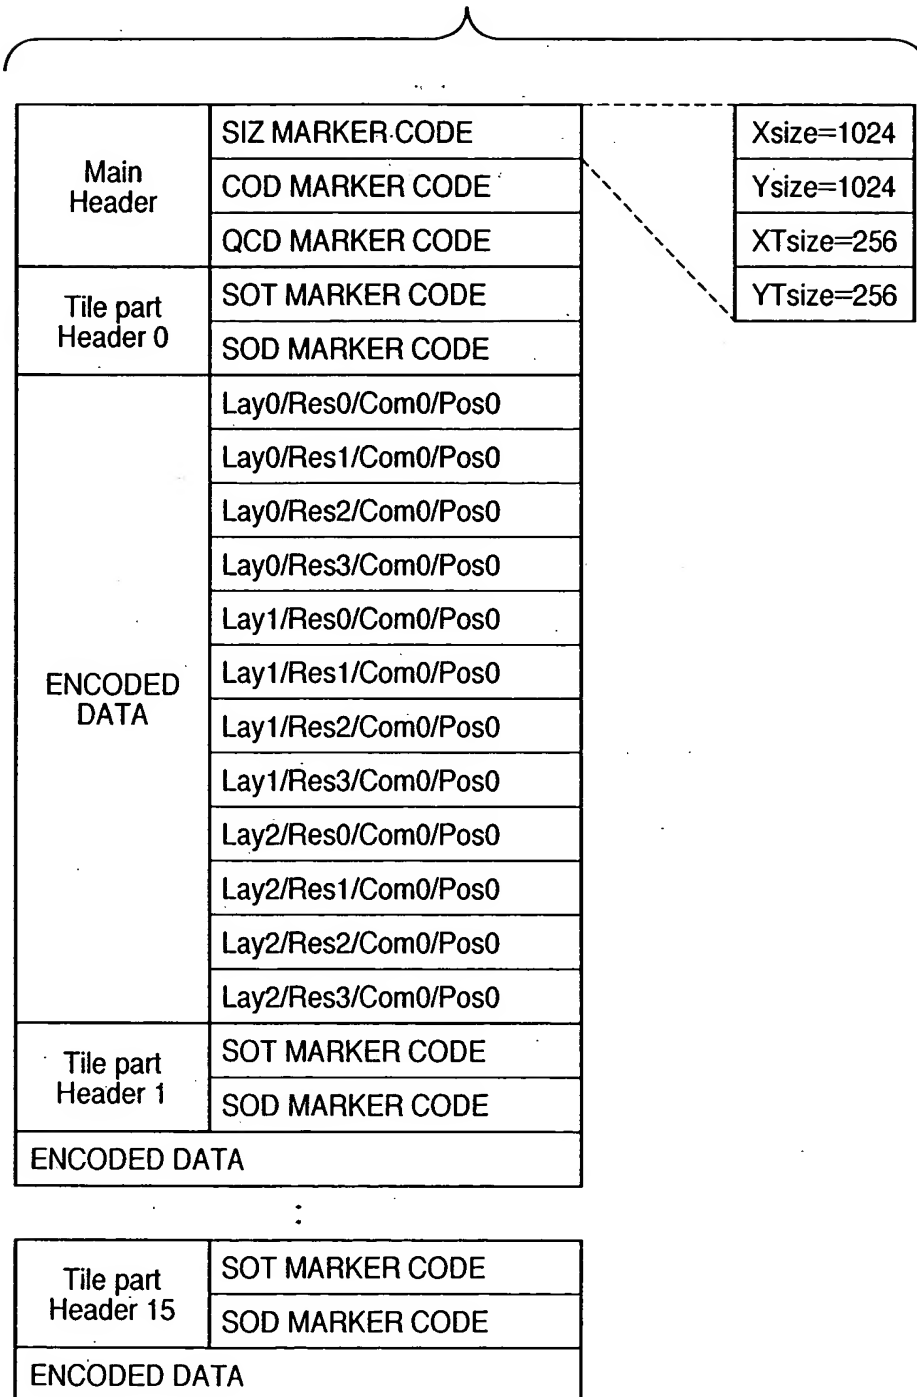 Main
Header
SIZ MARKER CODE
COD MARKER CODE
QCD MARKER CODE
Xsize=1024
Ysize=1024
XTsize=256
YTsize=256
Tile part
Header 0
SOT MARKER CODE
SOD MARKER CODE
ENCODED
DATA
Lay0/Res0/Com0/Pos0
Lay0/Res1/Com0/Pos0
Lay0/Res2/Com0/Pos0
Lay0/Res3/Com0/Pos0
Lay1/Res0/Com0/Pos0
Lay1/Res1/Com0/Pos0
Lay1/Res2/Com0/Pos0
Lay1/Res3/Com0/Pos0
Lay2/Res0/Com0/Pos0
Lay2/Res1/Com0/Pos0
Lay2/Res2/Com0/Pos0
Lay2/Res3/Com0/Pos0
Tile part
Header 1
SOT MARKER CODE
SOD MARKER CODE
ENCODED DATA
Tile part
Header 15
SOT MARKER CODE
SOD MARKER CODE
ENCODED DATA